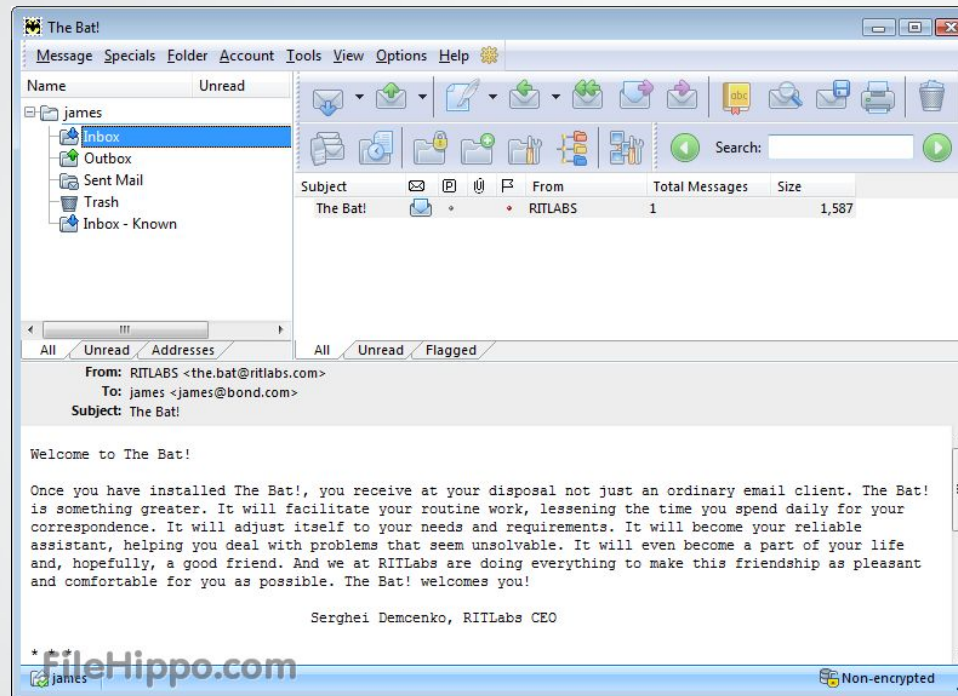 The Bat!
Message Specials Folder Account Tools View Options Help
Name Unread
james
Inbox
Outbox
Sent Mail
Trash
Inbox - Known
All Unread Addresses
abc
Search:
Subject P From Total Messages Size
The Bat! RITLABS 1 1,587
All Unread Flagged
From: RITLABS <the.bat@ritlabs.com>
To: james <james@bond.com>
Subject: The Bat!
Welcome to The Bat!
Once you have installed The Bat!, you receive at your disposal not just an ordinary email client. The Bat!
is something greater. It will facilitate your routine work, lessening the time you spend daily for your
correspondence. It will adjust itself to your needs and requirements. It will become your reliable
assistant, helping you deal with problems that seem unsolvable. It will even become a part of your life
and, hopefully, a good friend. And we at RITLabs are doing everything to make this friendship as pleasant
and comfortable for you as possible. The Bat! welcomes you!
Serghei Demcenko, RITLabs CEO
* * *
FileHippo.com
james Non-encrypted